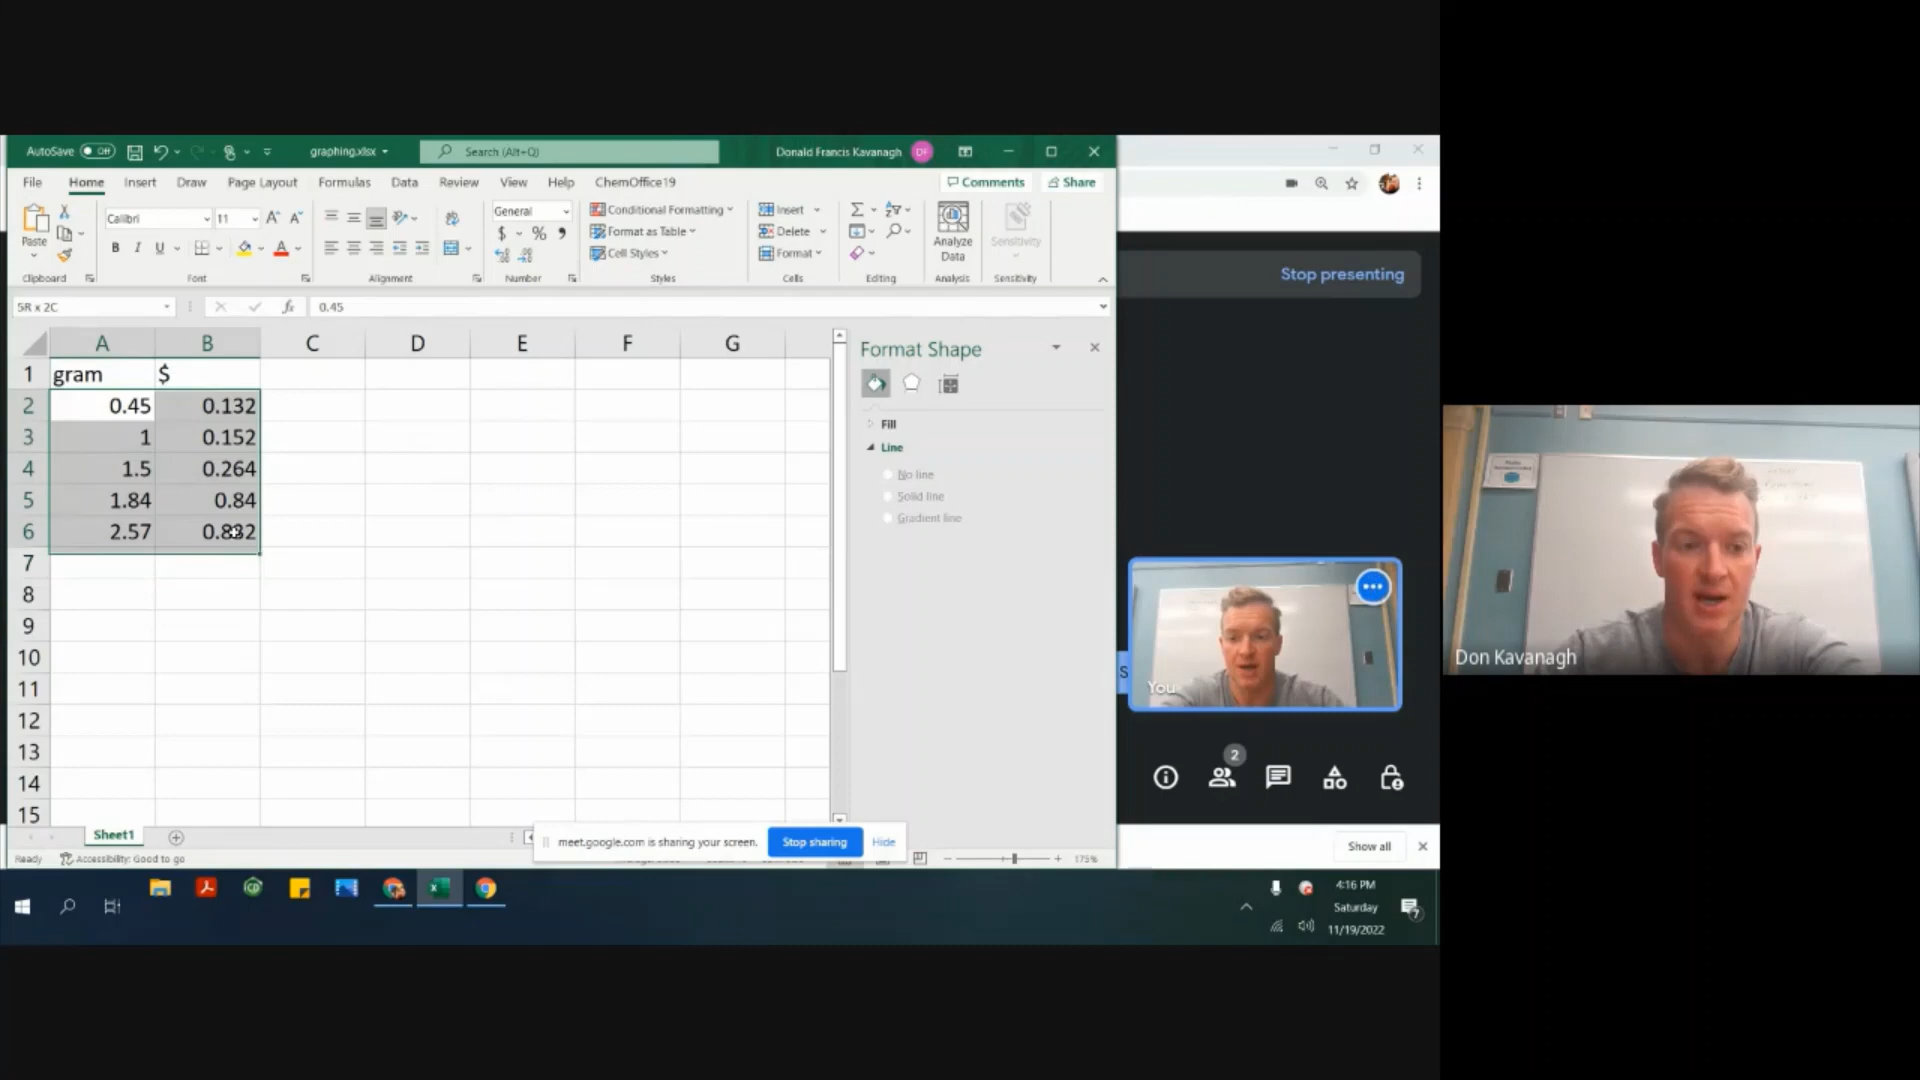 AutoSave Off
graphing.xlsx
Search (Alt+Q)
Donald Francis Kavanagh DF
File Home Insert Draw Page Layout Formulas Data Review View Help ChemOffice19 Comments Share
Paste
Calibri 11
B I U
General
$ % ,
Conditional Formatting
Format as Table
Cell Styles
Insert
Delete
Format
Analyze Data
Sensitivity
Clipboard Font Alignment Number Styles Cells Editing Analysis Sensitivity
5R x 2C fx 0.45
A B C D E F G
1 gram $
2 0.45 0.132
3 1 0.152
4 1.5 0.264
5 1.84 0.84
6 2.57 0.832
7
8
9
10
11
12
13
14
15
Format Shape
Fill
Line
No line
Solid line
Gradient line
Sheet1
meet.google.com is sharing your screen. Stop sharing Hide
Ready Accessibility: Good to go
175%
Stop presenting
You
2
Show all
4:16 PM
Saturday
11/19/2022
7
Don Kavanagh